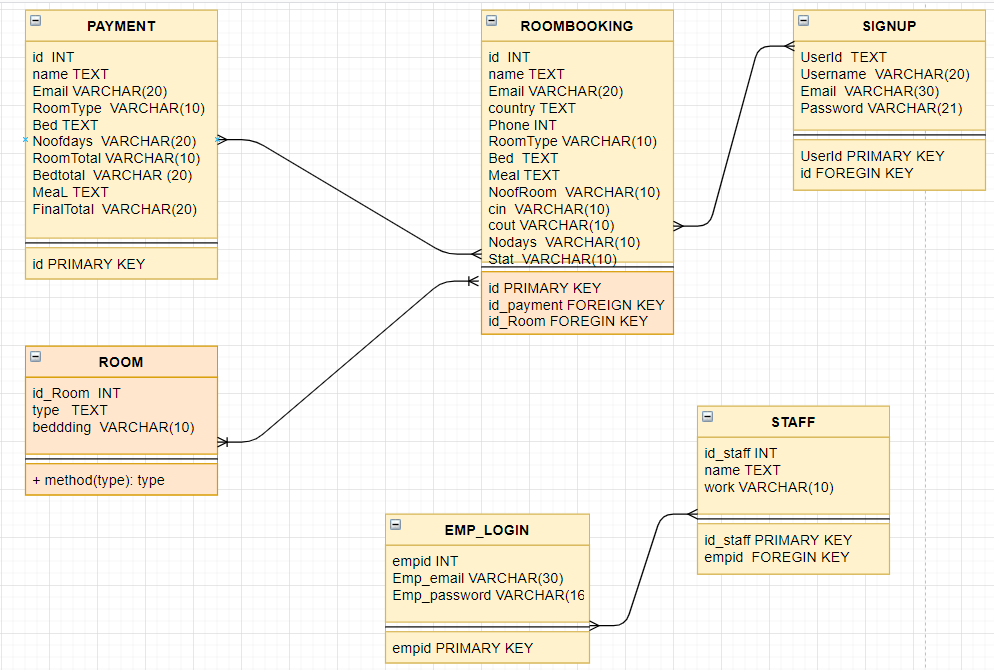 PAYMENT
id INT
name TEXT
Email VARCHAR(20)
RoomType VARCHAR(10)
Bed TEXT
Noofdays VARCHAR(20)
RoomTotal VARCHAR(10)
Bedtotal VARCHAR (20)
MeaL TEXT
FinalTotal VARCHAR(20)
id PRIMARY KEY
ROOMBOOKING
id INT
name TEXT
Email VARCHAR(20)
country TEXT
Phone INT
RoomType VARCHAR(10)
Bed TEXT
Meal TEXT
NoofRoom VARCHAR(10)
cin VARCHAR(10)
cout VARCHAR(10)
Nodays VARCHAR(10)
Stat VARCHAR(10)
id PRIMARY KEY
id_payment FOREIGN KEY
id_Room FOREGIN KEY
SIGNUP
UserId TEXT
Username VARCHAR(20)
Email VARCHAR(30)
Password VARCHAR(21)
UserId PRIMARY KEY
id FOREGIN KEY
ROOM
id_Room INT
type TEXT
beddding VARCHAR(10)
+ method(type): type
STAFF
id_staff INT
name TEXT
work VARCHAR(10)
id_staff PRIMARY KEY
empid FOREGIN KEY
EMP_LOGIN
empid INT
Emp_email VARCHAR(30)
Emp_password VARCHAR(16
empid PRIMARY KEY